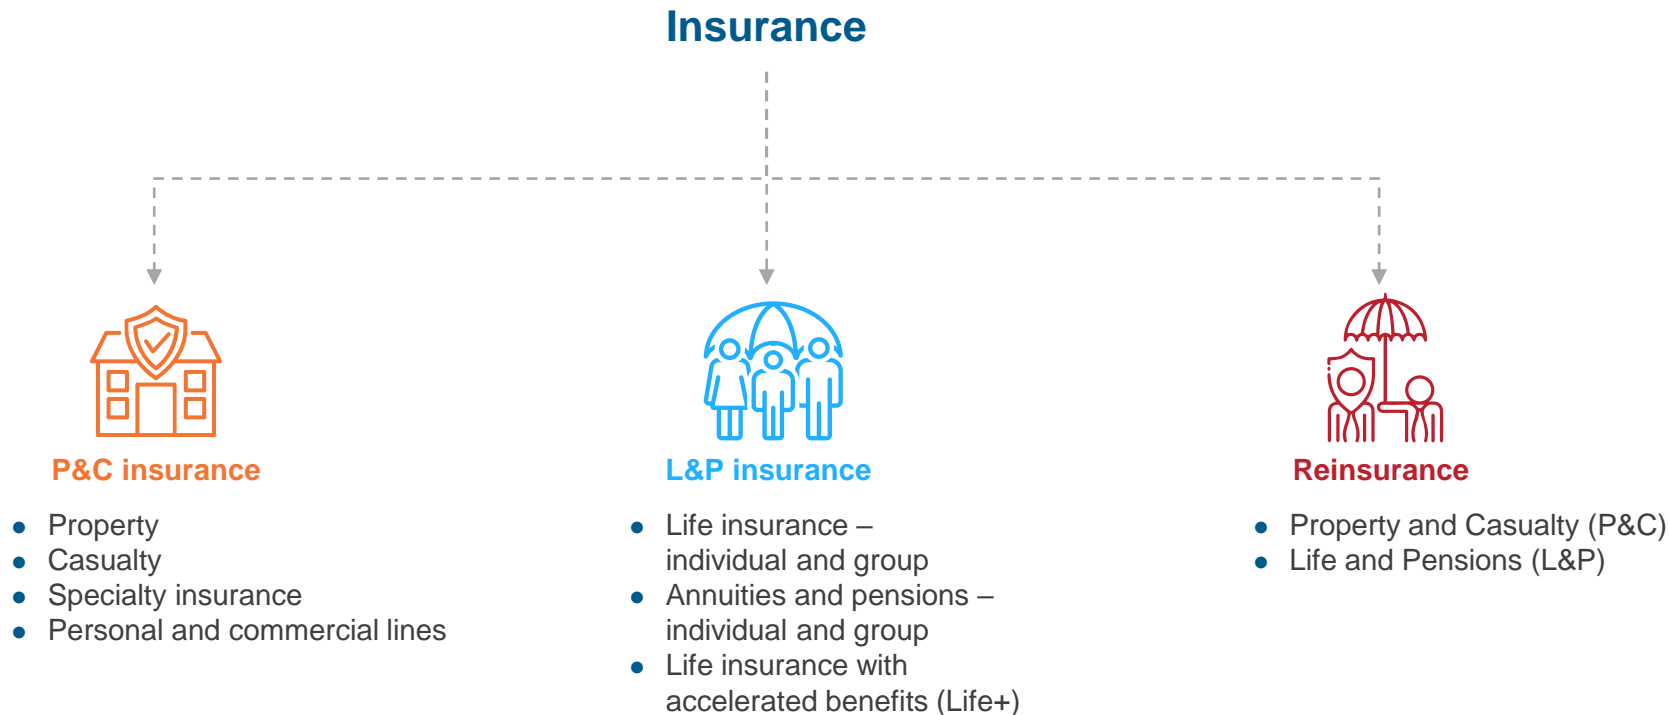 Insurance
P&C insurance
● Property
● Casualty
● Specialty insurance
● Personal and commercial lines
L&P insurance
● Life insurance –
individual and group
● Annuities and pensions –
individual and group
● Life insurance with
accelerated benefits (Life+)
Reinsurance
● Property and Casualty (P&C)
● Life and Pensions (L&P)